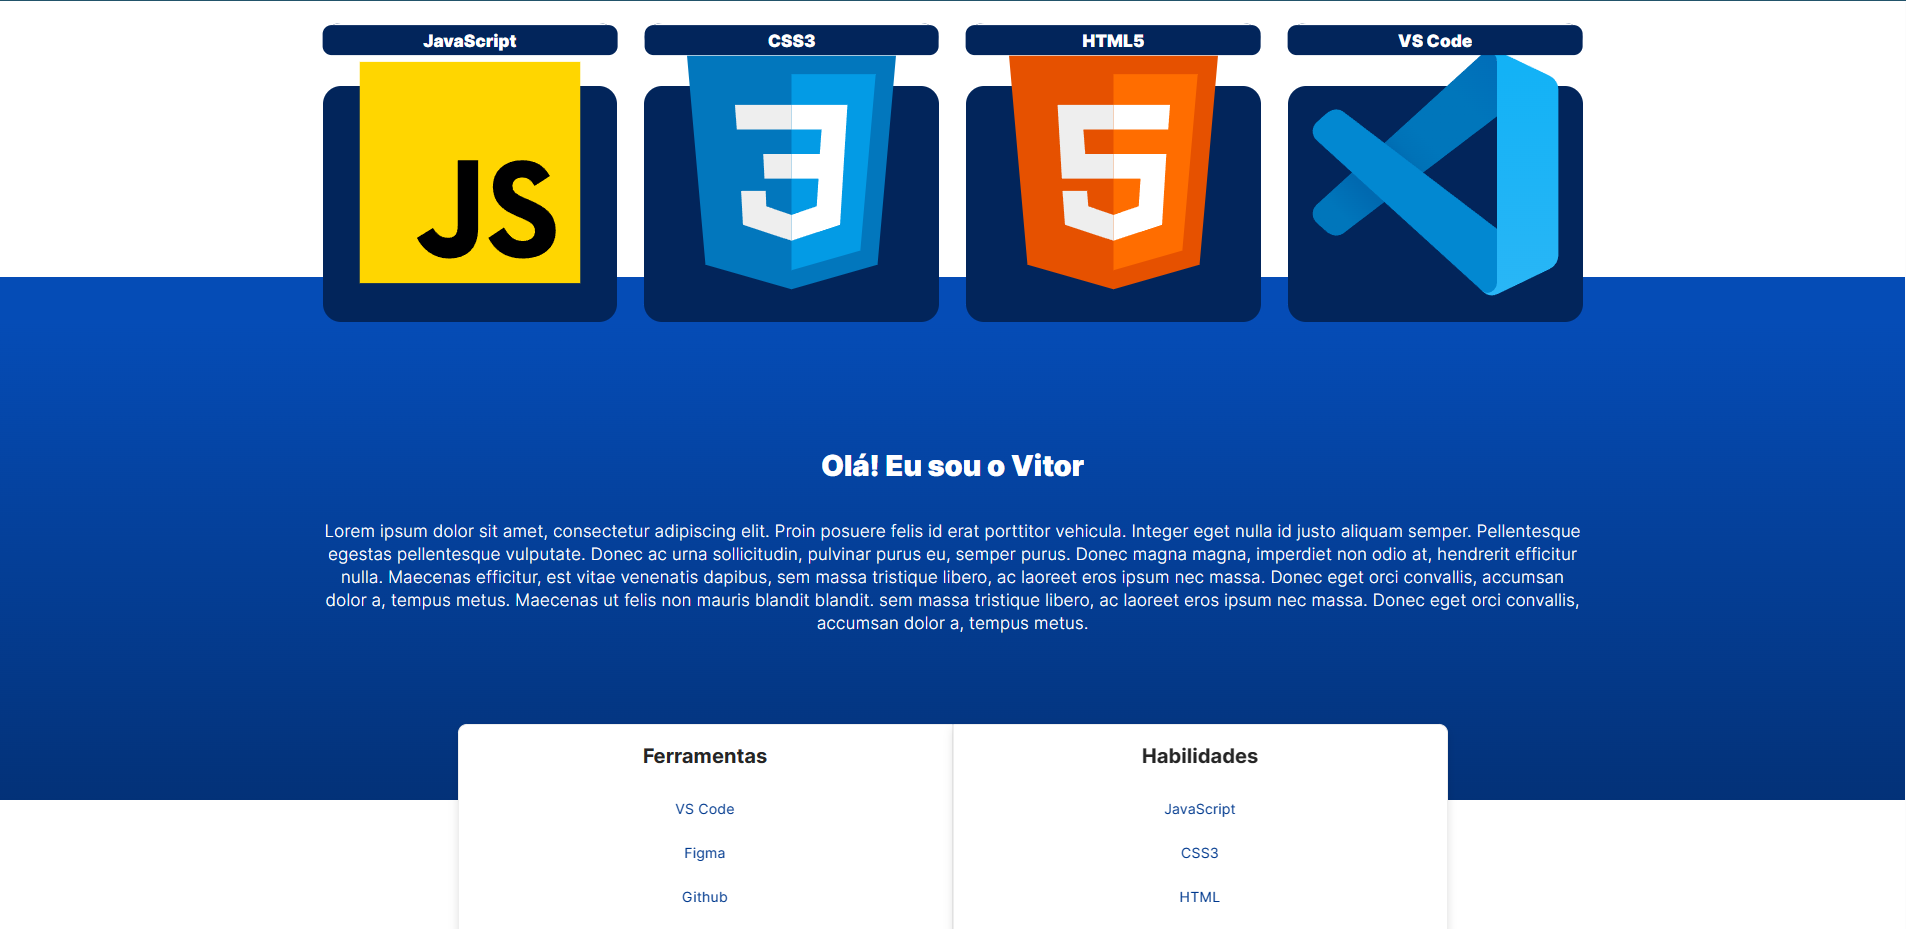 JavaScript
CSS3
HTML5
VS Code
JS
3
5
Olá! Eu sou o Vitor
Lorem ipsum dolor sit amet, consectetur adipiscing elit. Proin posuere felis id erat porttitor vehicula. Integer eget nulla id justo aliquam semper. Pellentesque
egestas pellentesque vulputate. Donec ac urna sollicitudin, pulvinar purus eu, semper purus. Donec magna magna, imperdiet non odio at, hendrerit efficitur
nulla. Maecenas efficitur, est vitae venenatis dapibus, sem massa tristique libero, ac laoreet eros ipsum nec massa. Donec eget orci convallis, accumsan
dolor a, tempus metus. Maecenas ut felis non mauris blandit blandit. sem massa tristique libero, ac laoreet eros ipsum nec massa. Donec eget orci convallis,
accumsan dolor a, tempus metus.
Ferramentas
VS Code
Figma
Github
Habilidades
JavaScript
CSS3
HTML